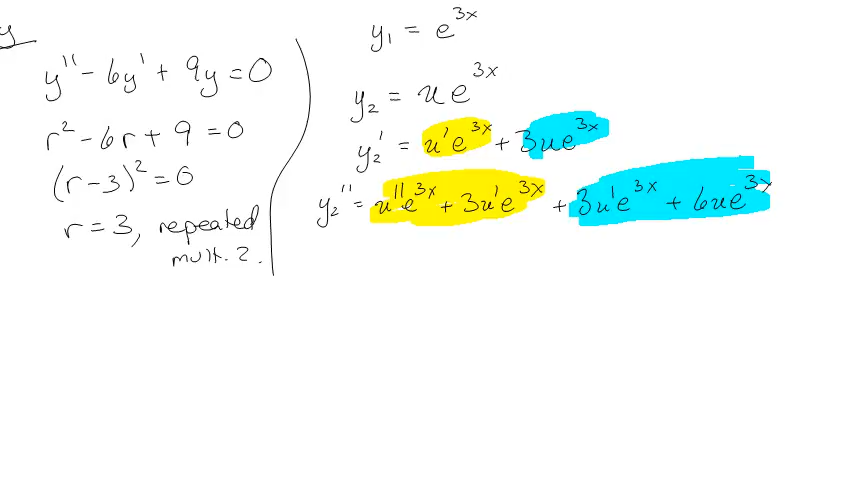 y
y'' - 6y' + 9y = 0
r² - 6r + 9 = 0
(r - 3)² = 0
r = 3, repeated
mult. 2.
y₁ = e^{3x}
y₂ = ue^{3x}
y₂' = u'e^{3x} + 3ue^{3x}
y₂'' = u''e^{3x} + 3u'e^{3x} + 3u'e^{3x} + 6ue^{3x}